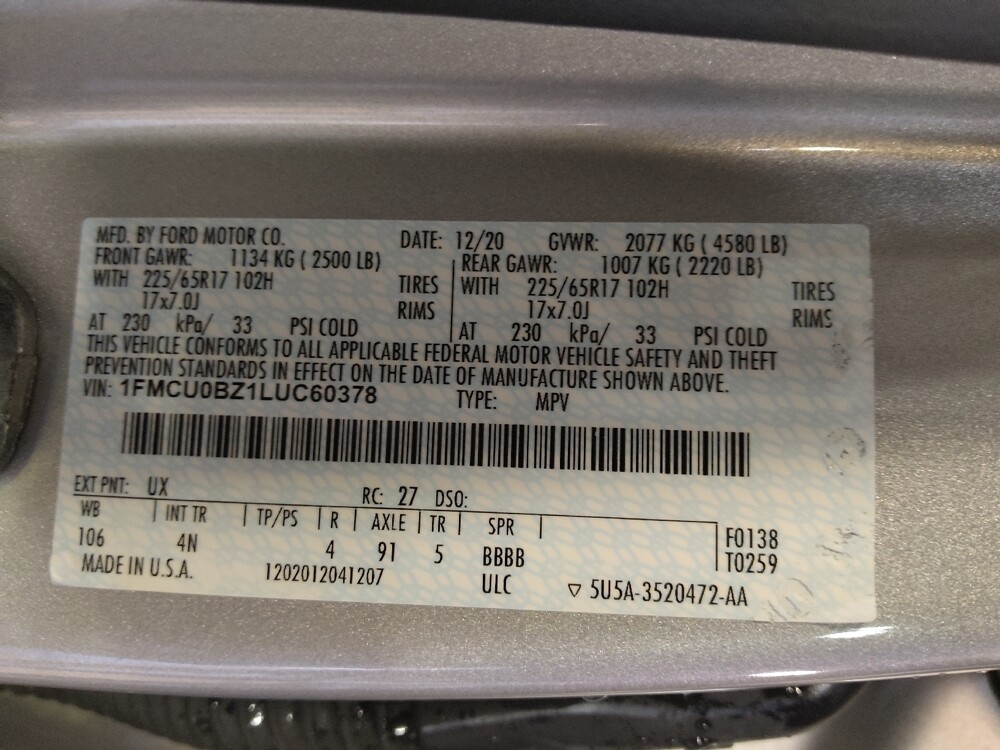 MFD. BY FORD MOTOR CO. DATE: 12/20 GVWR: 2077 KG ( 4580 LB)
FRONT GAWR: 1134 KG ( 2500 LB) REAR GAWR: 1007 KG ( 2220 LB)
WITH 225/65R17 102H TIRES WITH 225/65R17 102H TIRES
17x7.0J RIMS 17x7.0J RIMS
AT 230 kPa/ 33 PSI COLD AT 230 kPa/ 33 PSI COLD
THIS VEHICLE CONFORMS TO ALL APPLICABLE FEDERAL MOTOR VEHICLE SAFETY AND THEFT
PREVENTION STANDARDS IN EFFECT ON THE DATE OF MANUFACTURE SHOWN ABOVE.
VIN: 1FMCU0BZ1LUC60378 TYPE: MPV
EXT PNT: UX RC: 27 DSO:
WB INT TR TP/PS R AXLE TR SPR F0138
106 4N 4 91 5 BBBB T0259
MADE IN U.S.A. 1202012041207 ULC ▽ 5U5A-3520472-AA